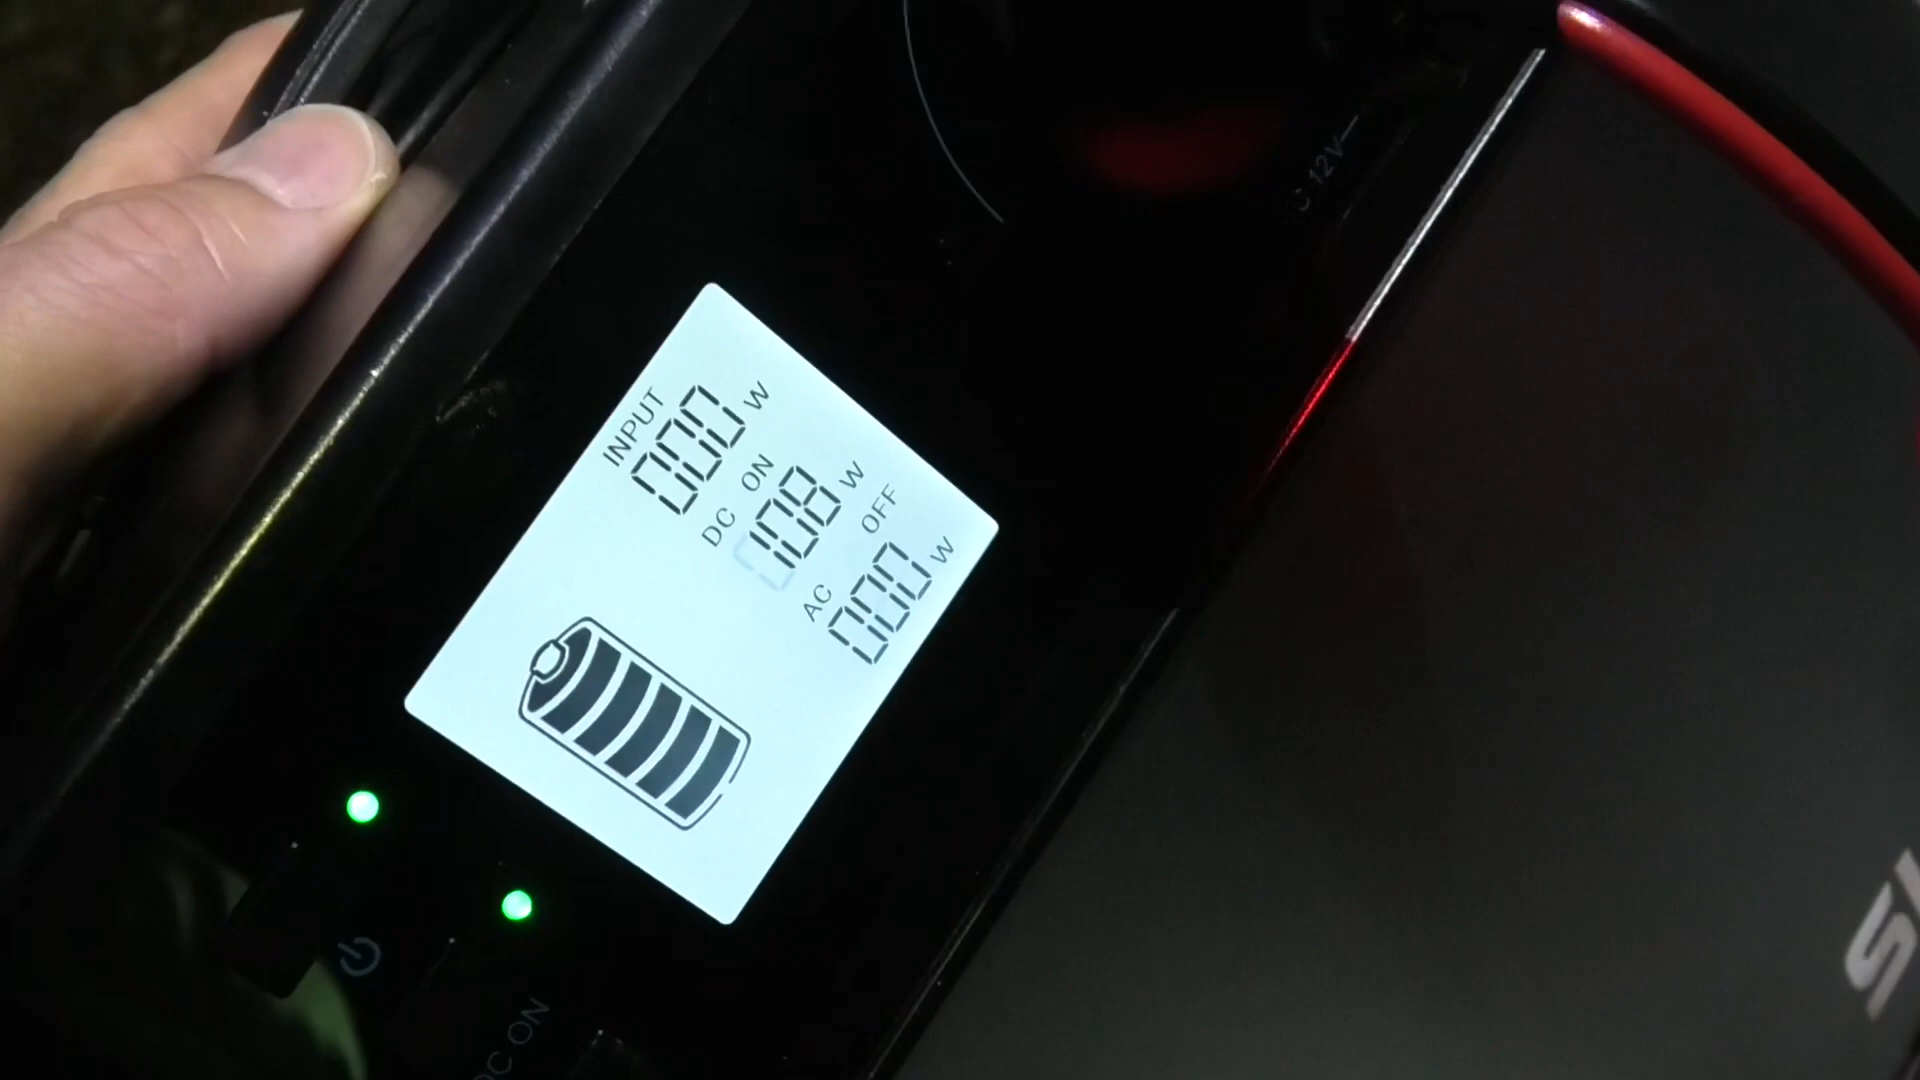 INPUT
000 W
DC ON
108 W
AC OFF
000 W
12V
DC ON